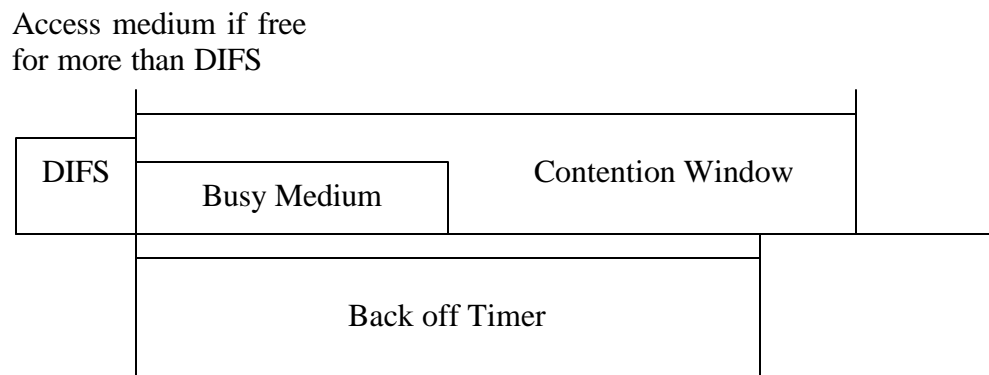 Access medium if free
for more than DIFS
DIFS
Busy Medium
Contention Window
Back off Timer